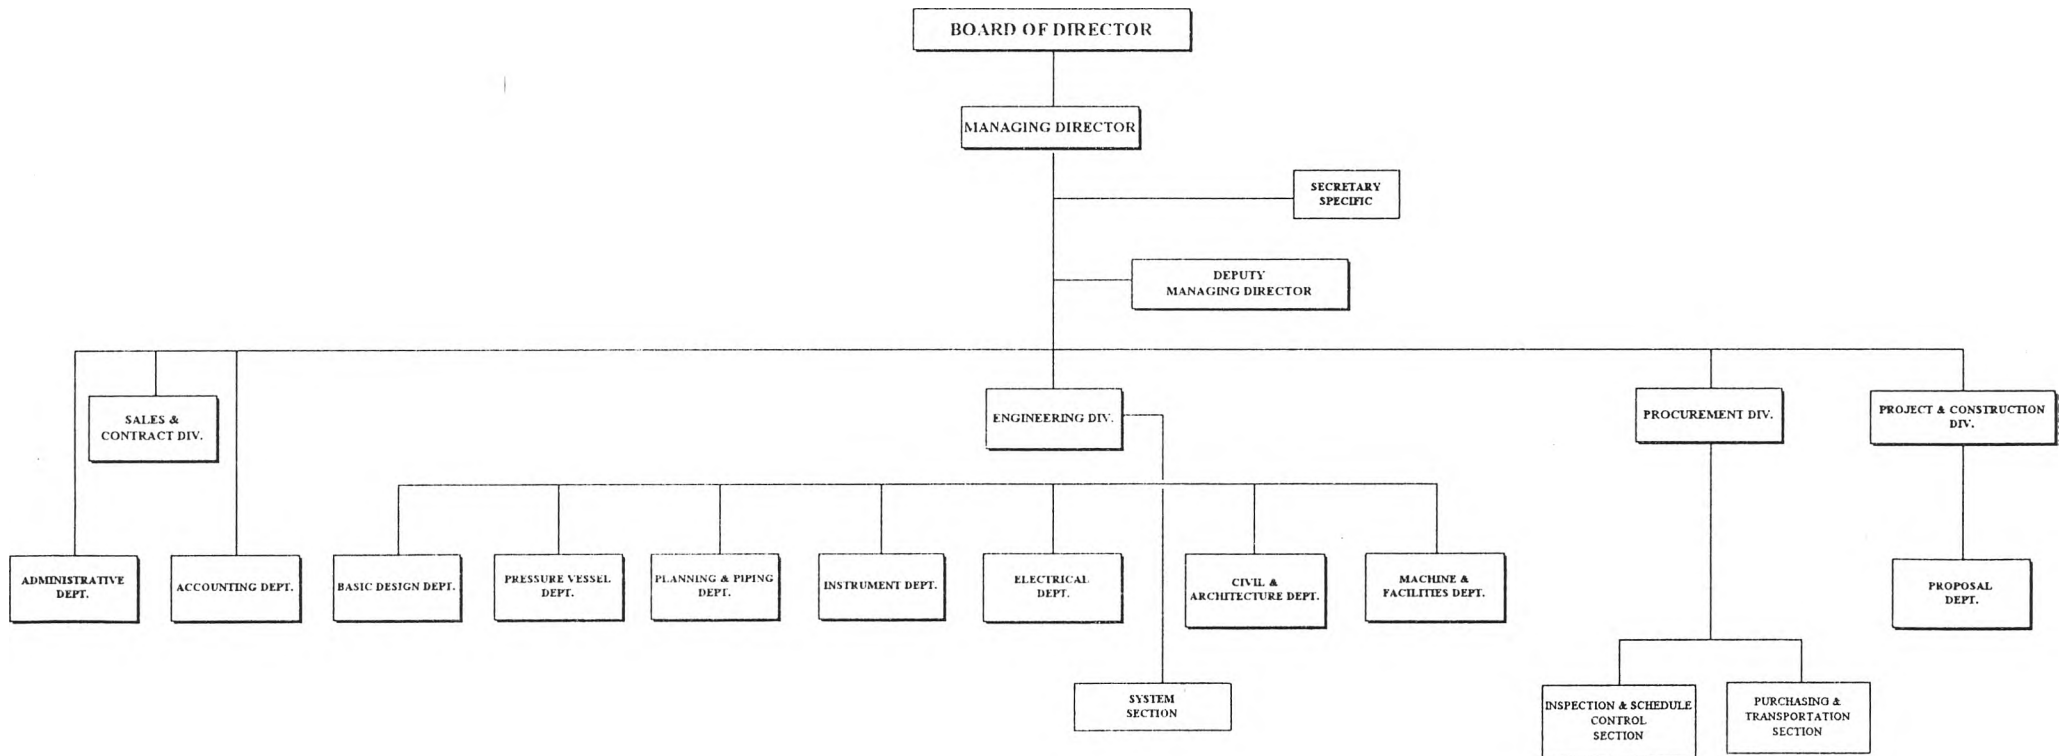 BOARD OF DIRECTOR
MANAGING DIRECTOR
SECRETARY
SPECIFIC
DEPUTY
MANAGING DIRECTOR
SALES &
CONTRACT DIV.
ENGINEERING DIV.
PROCUREMENT DIV.
PROJECT & CONSTRUCTION
DIV.
ADMINISTRATIVE
DEPT.
ACCOUNTING DEPT.
BASIC DESIGN DEPT.
PRESSURE VESSEL
DEPT.
PLANNING & PIPING
DEPT.
INSTRUMENT DEPT.
ELECTRICAL
DEPT.
CIVIL &
ARCHITECTURE DEPT.
MACHINE &
FACILITIES DEPT.
PROPOSAL
DEPT.
SYSTEM
SECTION
INSPECTION & SCHEDULE
CONTROL
SECTION
PURCHASING &
TRANSPORTATION
SECTION